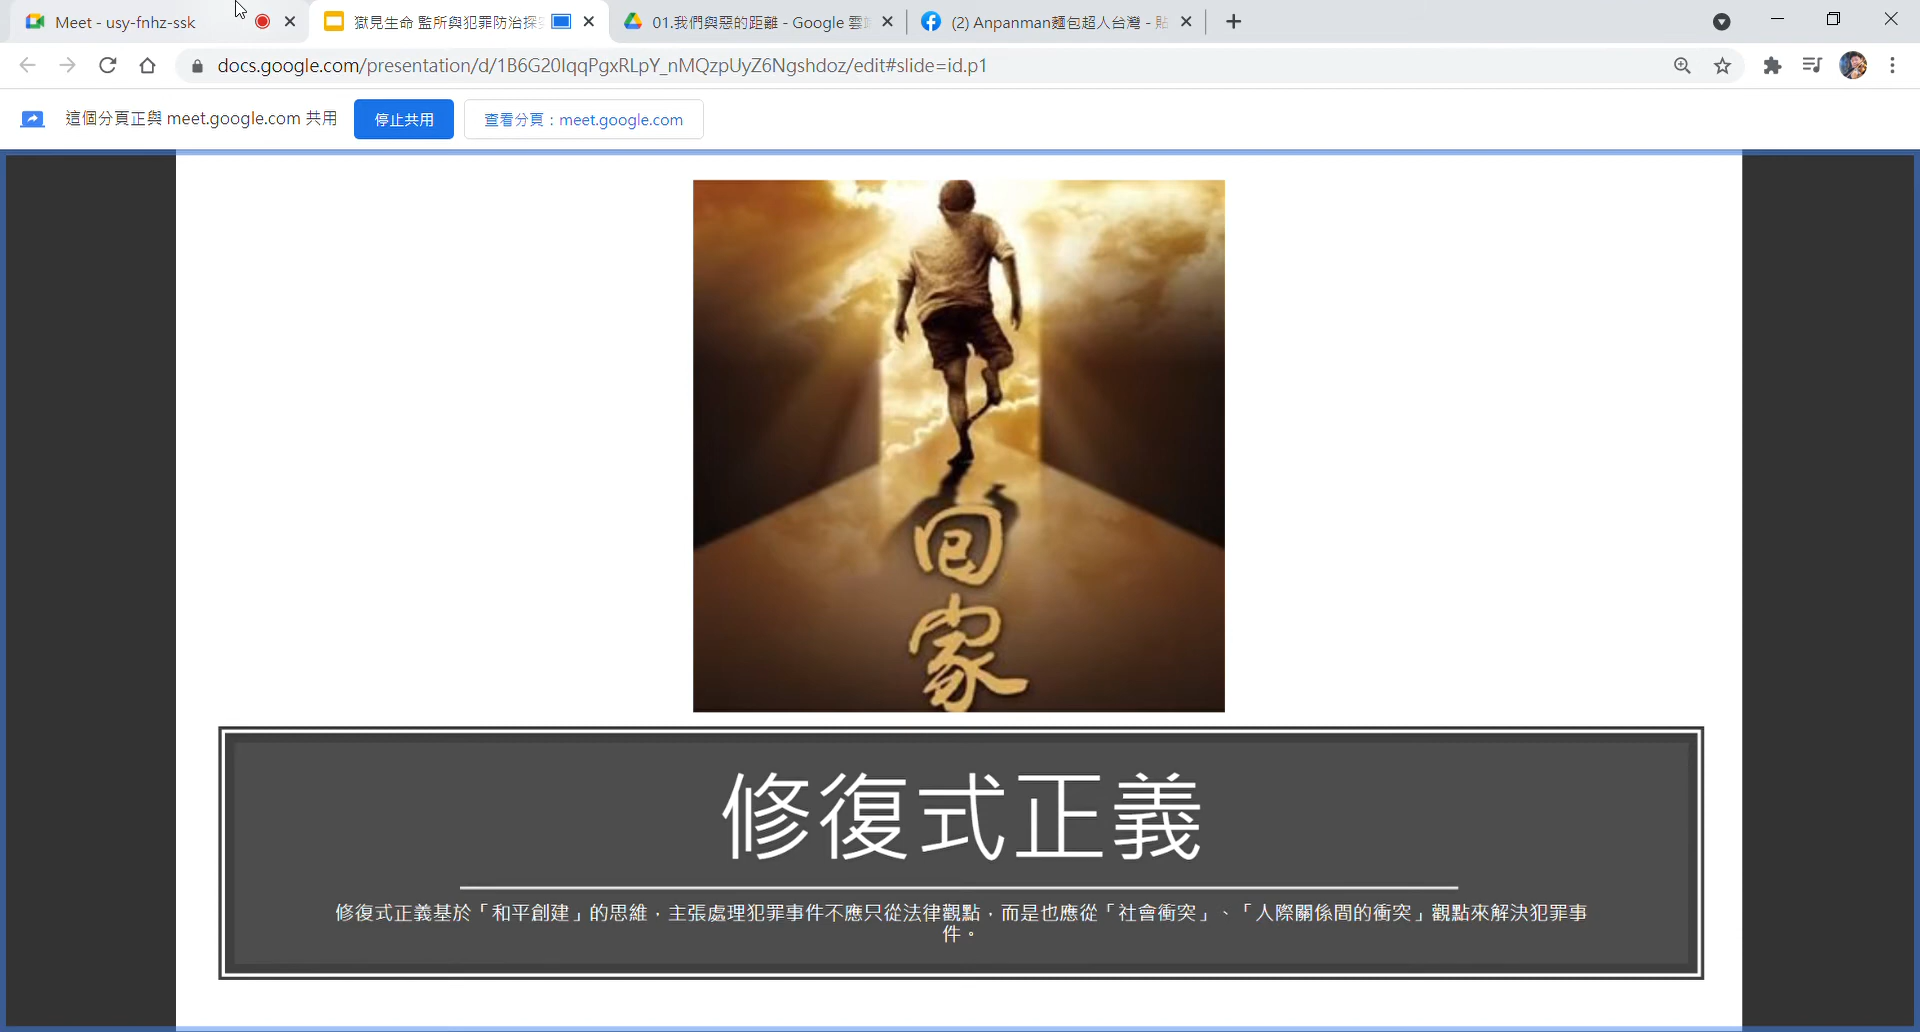 Meet - usy-fnhz-ssk
獄見生命 監所與犯罪防治探
01.我們與惡的距離 - Google 雲
(2) Anpanman麵包超人台灣 - 貼
docs.google.com/presentation/d/1B6G20IqqPgxRLpY_nMQzpUyZ6Ngshdoz/edit#slide=id.p1
這個分頁正與 meet.google.com 共用
停止共用
查看分頁：meet.google.com
回
家
修復式正義
修復式正義基於「和平創建」的思維，主張處理犯罪事件不應只從法律觀點，而是也應從「社會衝突」、「人際關係間的衝突」觀點來解決犯罪事
件。